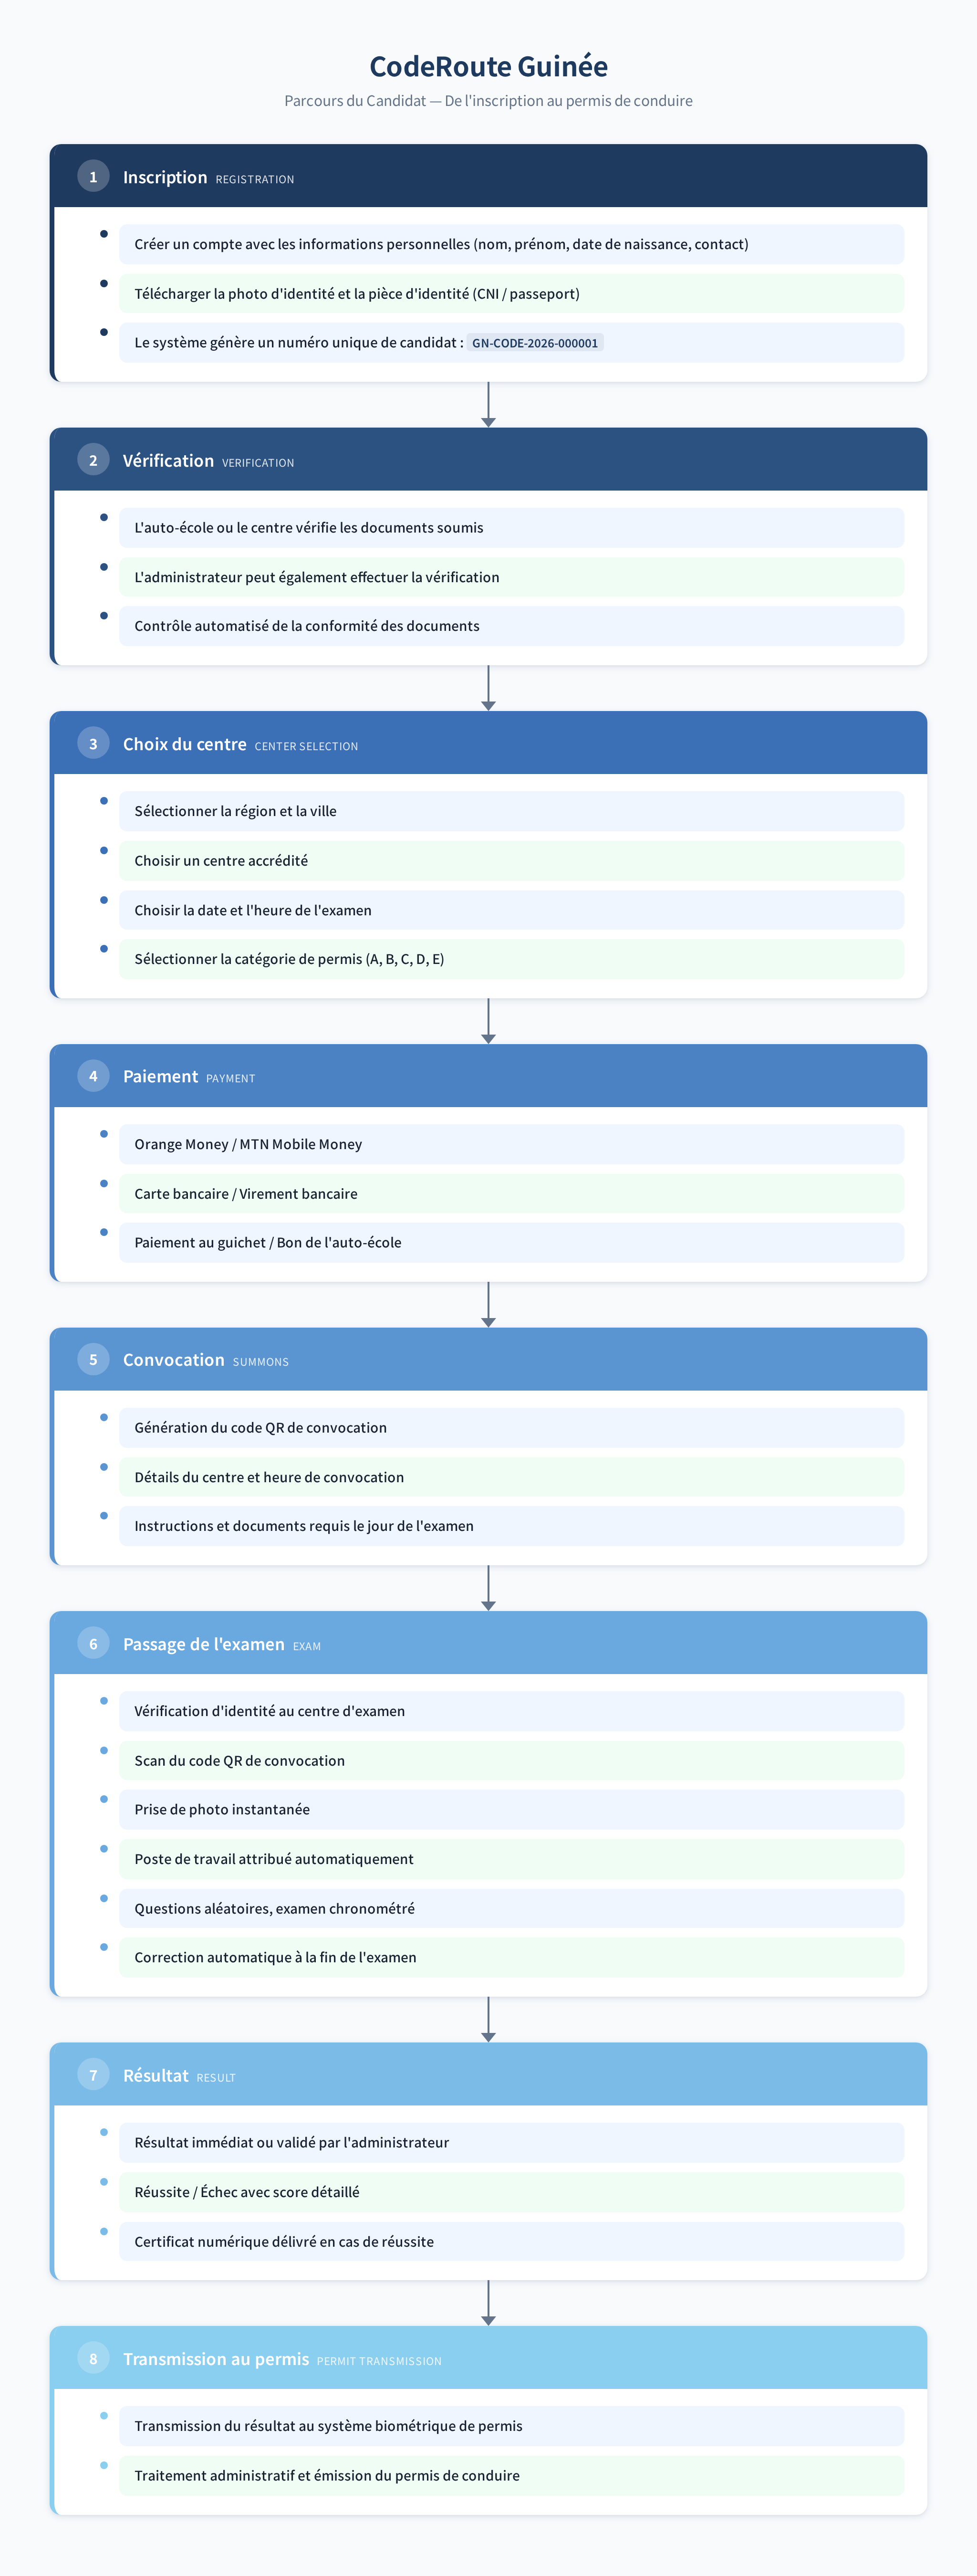 CodeRoute Guinée
Parcours du Candidat — De l'inscription au permis de conduire
1 Inscription REGISTRATION
Créer un compte avec les informations personnelles (nom, prénom, date de naissance, contact)
Télécharger la photo d'identité et la pièce d'identité (CNI / passeport)
Le système génère un numéro unique de candidat : GN-CODE-2026-000001
2 Vérification VERIFICATION
L'auto-école ou le centre vérifie les documents soumis
L'administrateur peut également effectuer la vérification
Contrôle automatisé de la conformité des documents
3 Choix du centre CENTER SELECTION
Sélectionner la région et la ville
Choisir un centre accrédité
Choisir la date et l'heure de l'examen
Sélectionner la catégorie de permis (A, B, C, D, E)
4 Paiement PAYMENT
Orange Money / MTN Mobile Money
Carte bancaire / Virement bancaire
Paiement au guichet / Bon de l'auto-école
5 Convocation SUMMONS
Génération du code QR de convocation
Détails du centre et heure de convocation
Instructions et documents requis le jour de l'examen
6 Passage de l'examen EXAM
Vérification d'identité au centre d'examen
Scan du code QR de convocation
Prise de photo instantanée
Poste de travail attribué automatiquement
Questions aléatoires, examen chronométré
Correction automatique à la fin de l'examen
7 Résultat RESULT
Résultat immédiat ou validé par l'administrateur
Réussite / Échec avec score détaillé
Certificat numérique délivré en cas de réussite
8 Transmission au permis PERMIT TRANSMISSION
Transmission du résultat au système biométrique de permis
Traitement administratif et émission du permis de conduire